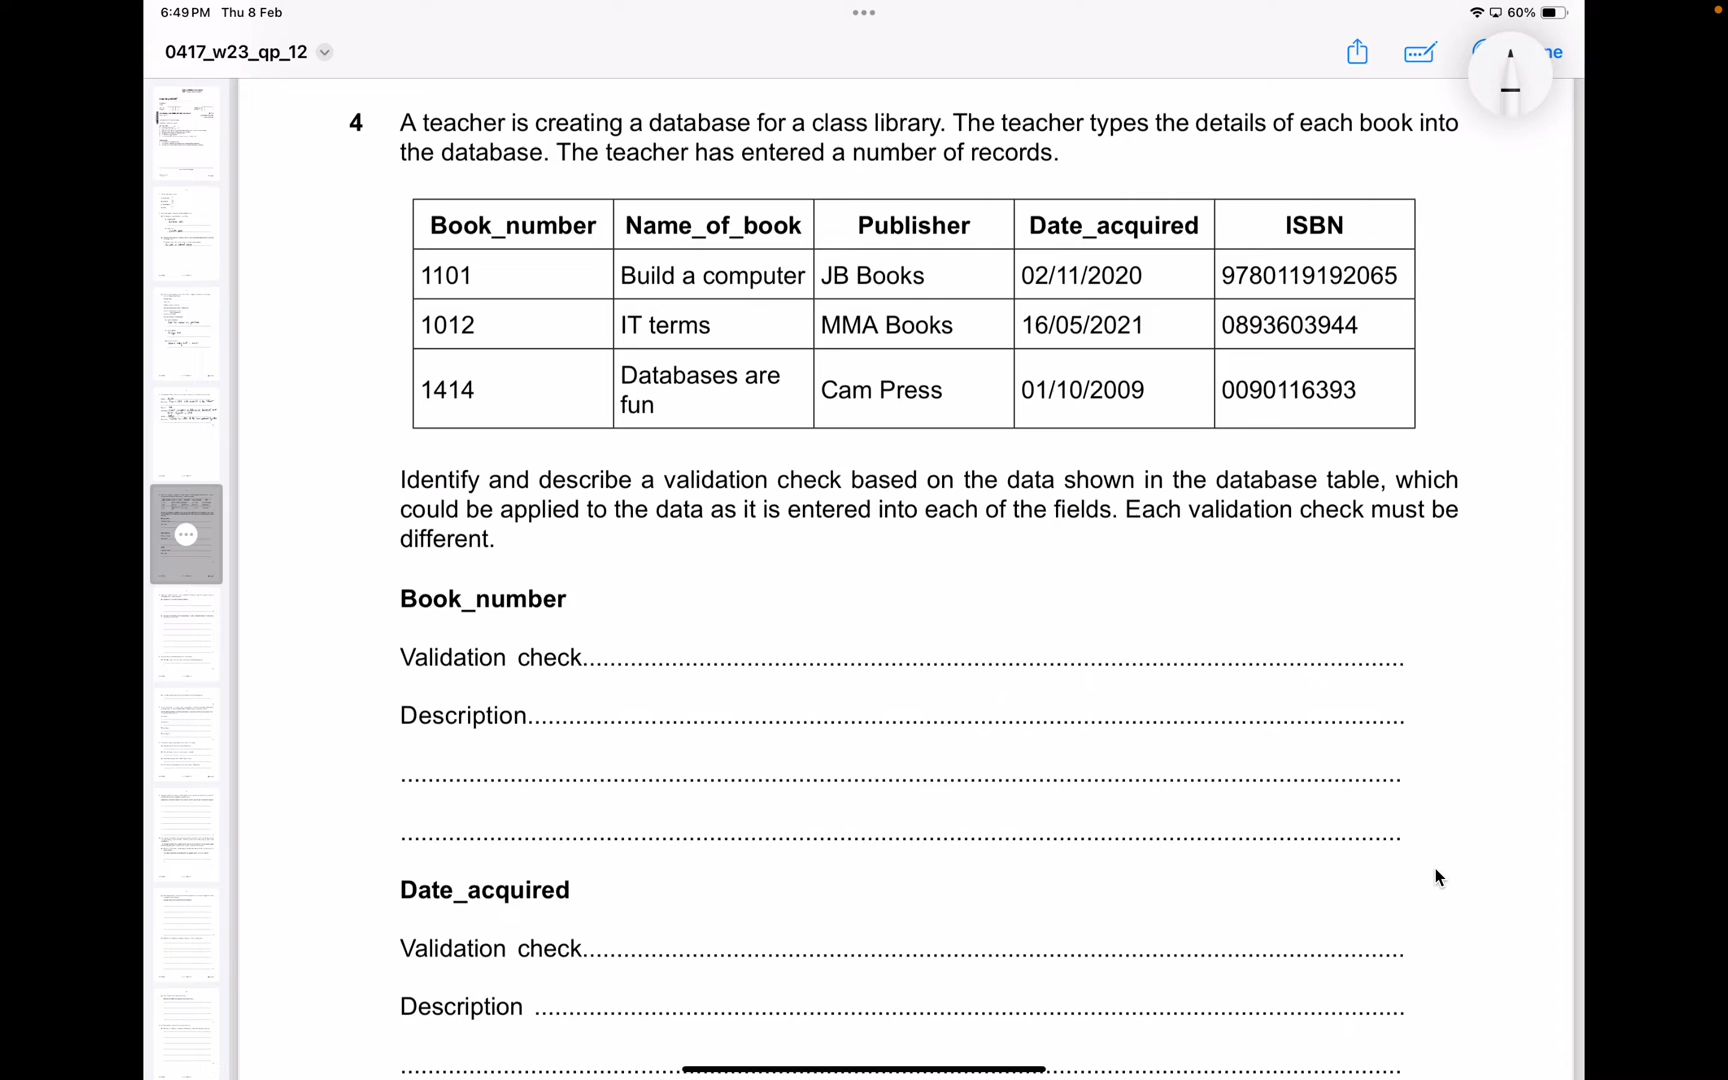 6:49 PM Thu 8 Feb
60%
0417_w23_qp_12
4 A teacher is creating a database for a class library. The teacher types the details of each book into
the database. The teacher has entered a number of records.
Book_number Name_of_book Publisher Date_acquired ISBN
1101 Build a computer JB Books 02/11/2020 9780119192065
1012 IT terms MMA Books 16/05/2021 0893603944
1414 Databases are fun Cam Press 01/10/2009 0090116393
Identify and describe a validation check based on the data shown in the database table, which
could be applied to the data as it is entered into each of the fields. Each validation check must be
different.
Book_number
Validation check
Description
Date_acquired
Validation check
Description